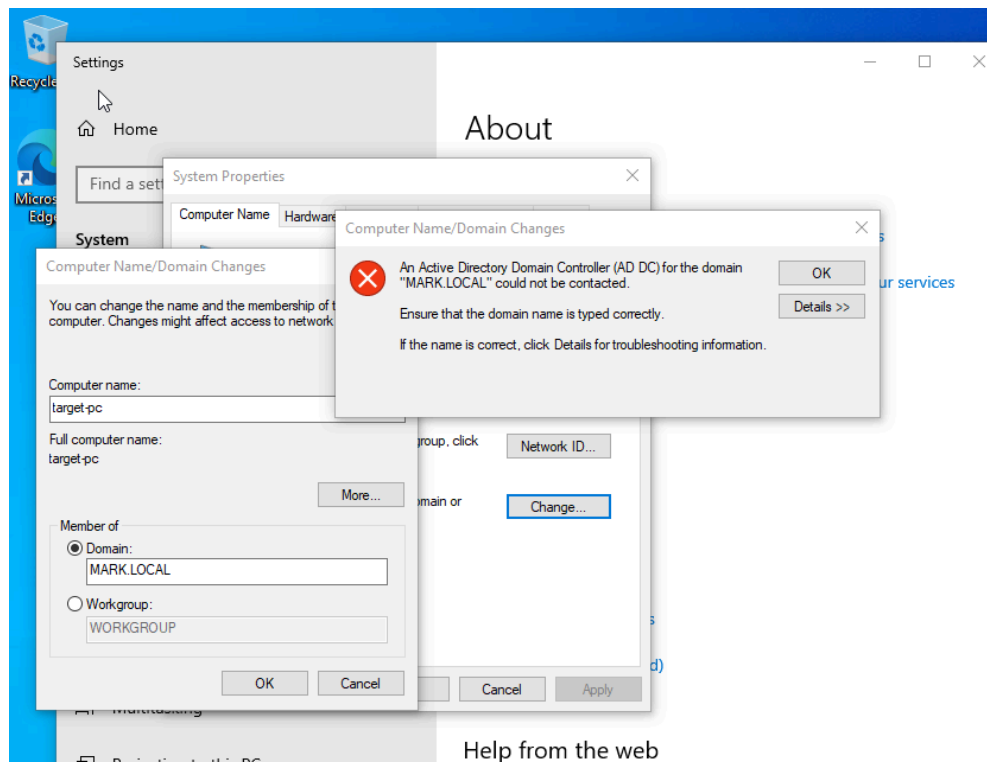 Recycle
Micros
Edge
Settings
Home
Find a sett
System
About
System Properties
Computer Name
Hardware
Computer Name/Domain Changes
An Active Directory Domain Controller (AD DC) for the domain
"MARK.LOCAL" could not be contacted.
Ensure that the domain name is typed correctly.
If the name is correct, click Details for troubleshooting information.
OK
Details >>
s
ur services
Computer Name/Domain Changes
You can change the name and the membership of t
computer. Changes might affect access to network
Computer name:
target-pc
Full computer name:
target-pc
More...
Member of
Domain:
MARK.LOCAL
Workgroup:
WORKGROUP
OK
Cancel
group, click
Network ID...
omain or
Change...
s
d)
Cancel
Apply
Help from the web